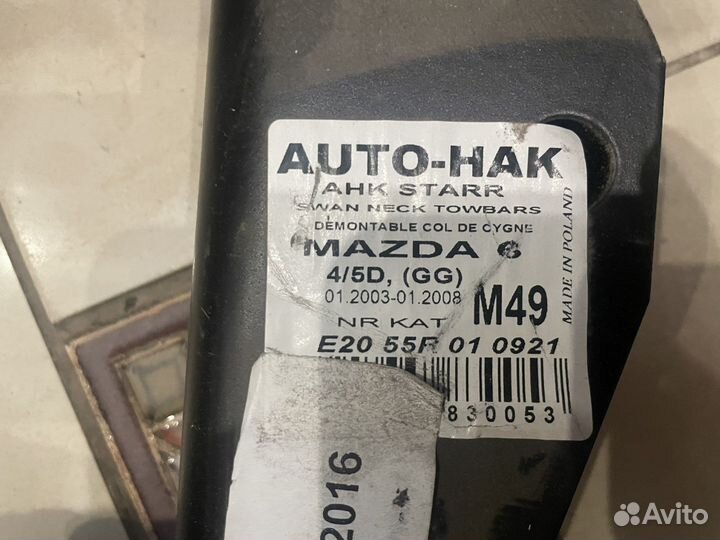 AUTO-HAK
AHK STARR
SWAN NECK TOWBARS
DÉMONTABLE COL DE CYGNE
MAZDA 6
4/5D, (GG)
01.2003-01.2008
M49
NR KAT
E20 55R 01 0921
830053
MADE IN POLAND
2016
Avito